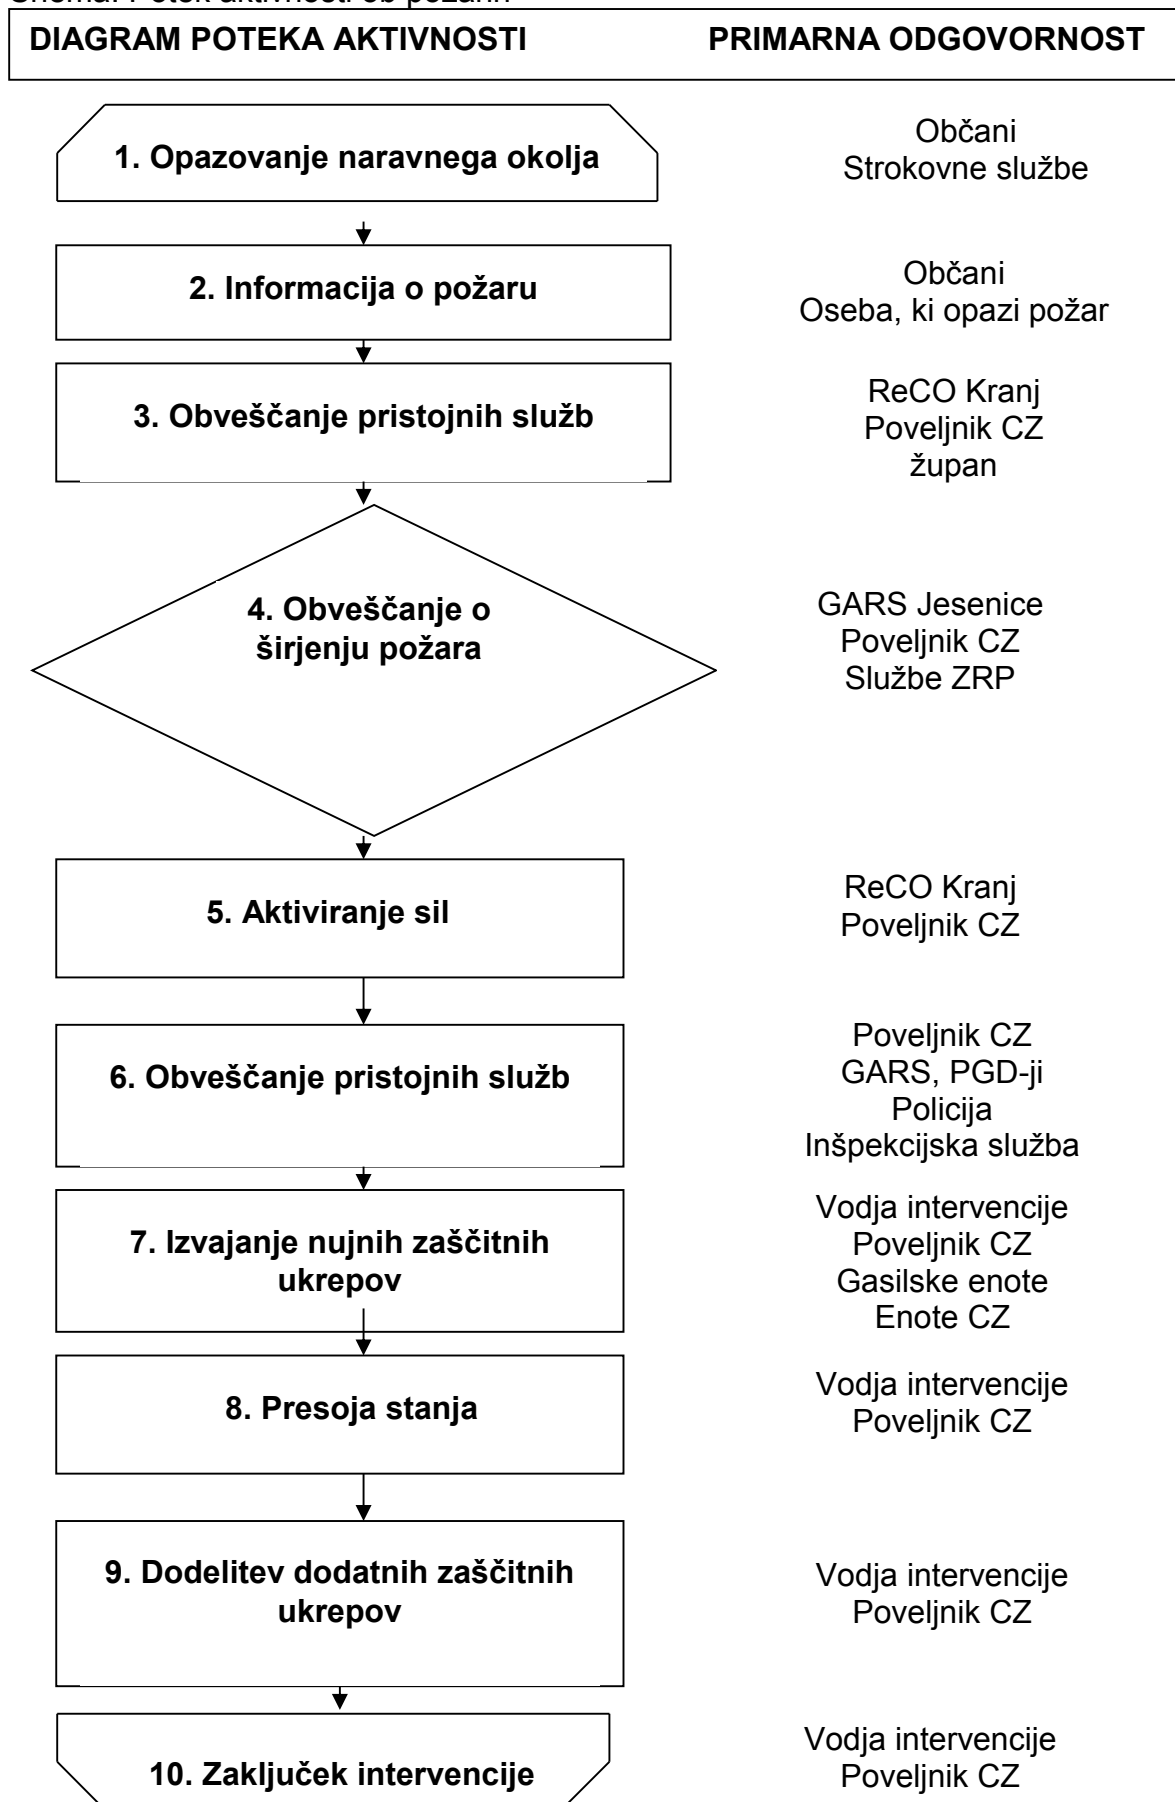 DIAGRAM POTEKA AKTIVNOSTI PRIMARNA ODGOVORNOST
1. Opazovanje naravnega okolja
Občani
Strokovne službe
2. Informacija o požaru
Občani
Oseba, ki opazi požar
3. Obveščanje pristojnih služb
ReCO Kranj
Poveljnik CZ
župan
4. Obveščanje o
širjenju požara
GARS Jesenice
Poveljnik CZ
Službe ZRP
5. Aktiviranje sil
ReCO Kranj
Poveljnik CZ
6. Obveščanje pristojnih služb
Poveljnik CZ
GARS, PGD-ji
Policija
Inšpekcijska služba
7. Izvajanje nujnih zaščitnih
ukrepov
Vodja intervencije
Poveljnik CZ
Gasilske enote
Enote CZ
8. Presoja stanja
Vodja intervencije
Poveljnik CZ
9. Dodelitev dodatnih zaščitnih
ukrepov
Vodja intervencije
Poveljnik CZ
10. Zaključek intervencije
Vodja intervencije
Poveljnik CZ